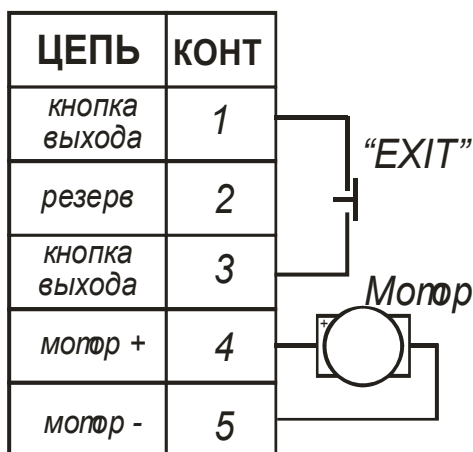 ЦЕПЬ КОНТ
кнопка
выхода 1
“EXIT”
резерв 2
кнопка
выхода 3
Мотор
мотор + 4
+
мотор - 5